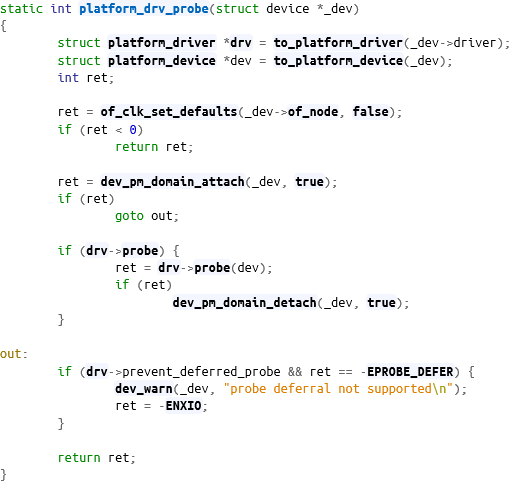 static int platform_drv_probe(struct device *_dev)
{
        struct platform_driver *drv = to_platform_driver(_dev->driver);
        struct platform_device *dev = to_platform_device(_dev);
        int ret;

        ret = of_clk_set_defaults(_dev->of_node, false);
        if (ret < 0)
                return ret;

        ret = dev_pm_domain_attach(_dev, true);
        if (ret)
                goto out;

        if (drv->probe) {
                ret = drv->probe(dev);
                if (ret)
                        dev_pm_domain_detach(_dev, true);
        }

out:
        if (drv->prevent_deferred_probe && ret == -EPROBE_DEFER) {
                dev_warn(_dev, "probe deferral not supported\n");
                ret = -ENXIO;
        }

        return ret;
}